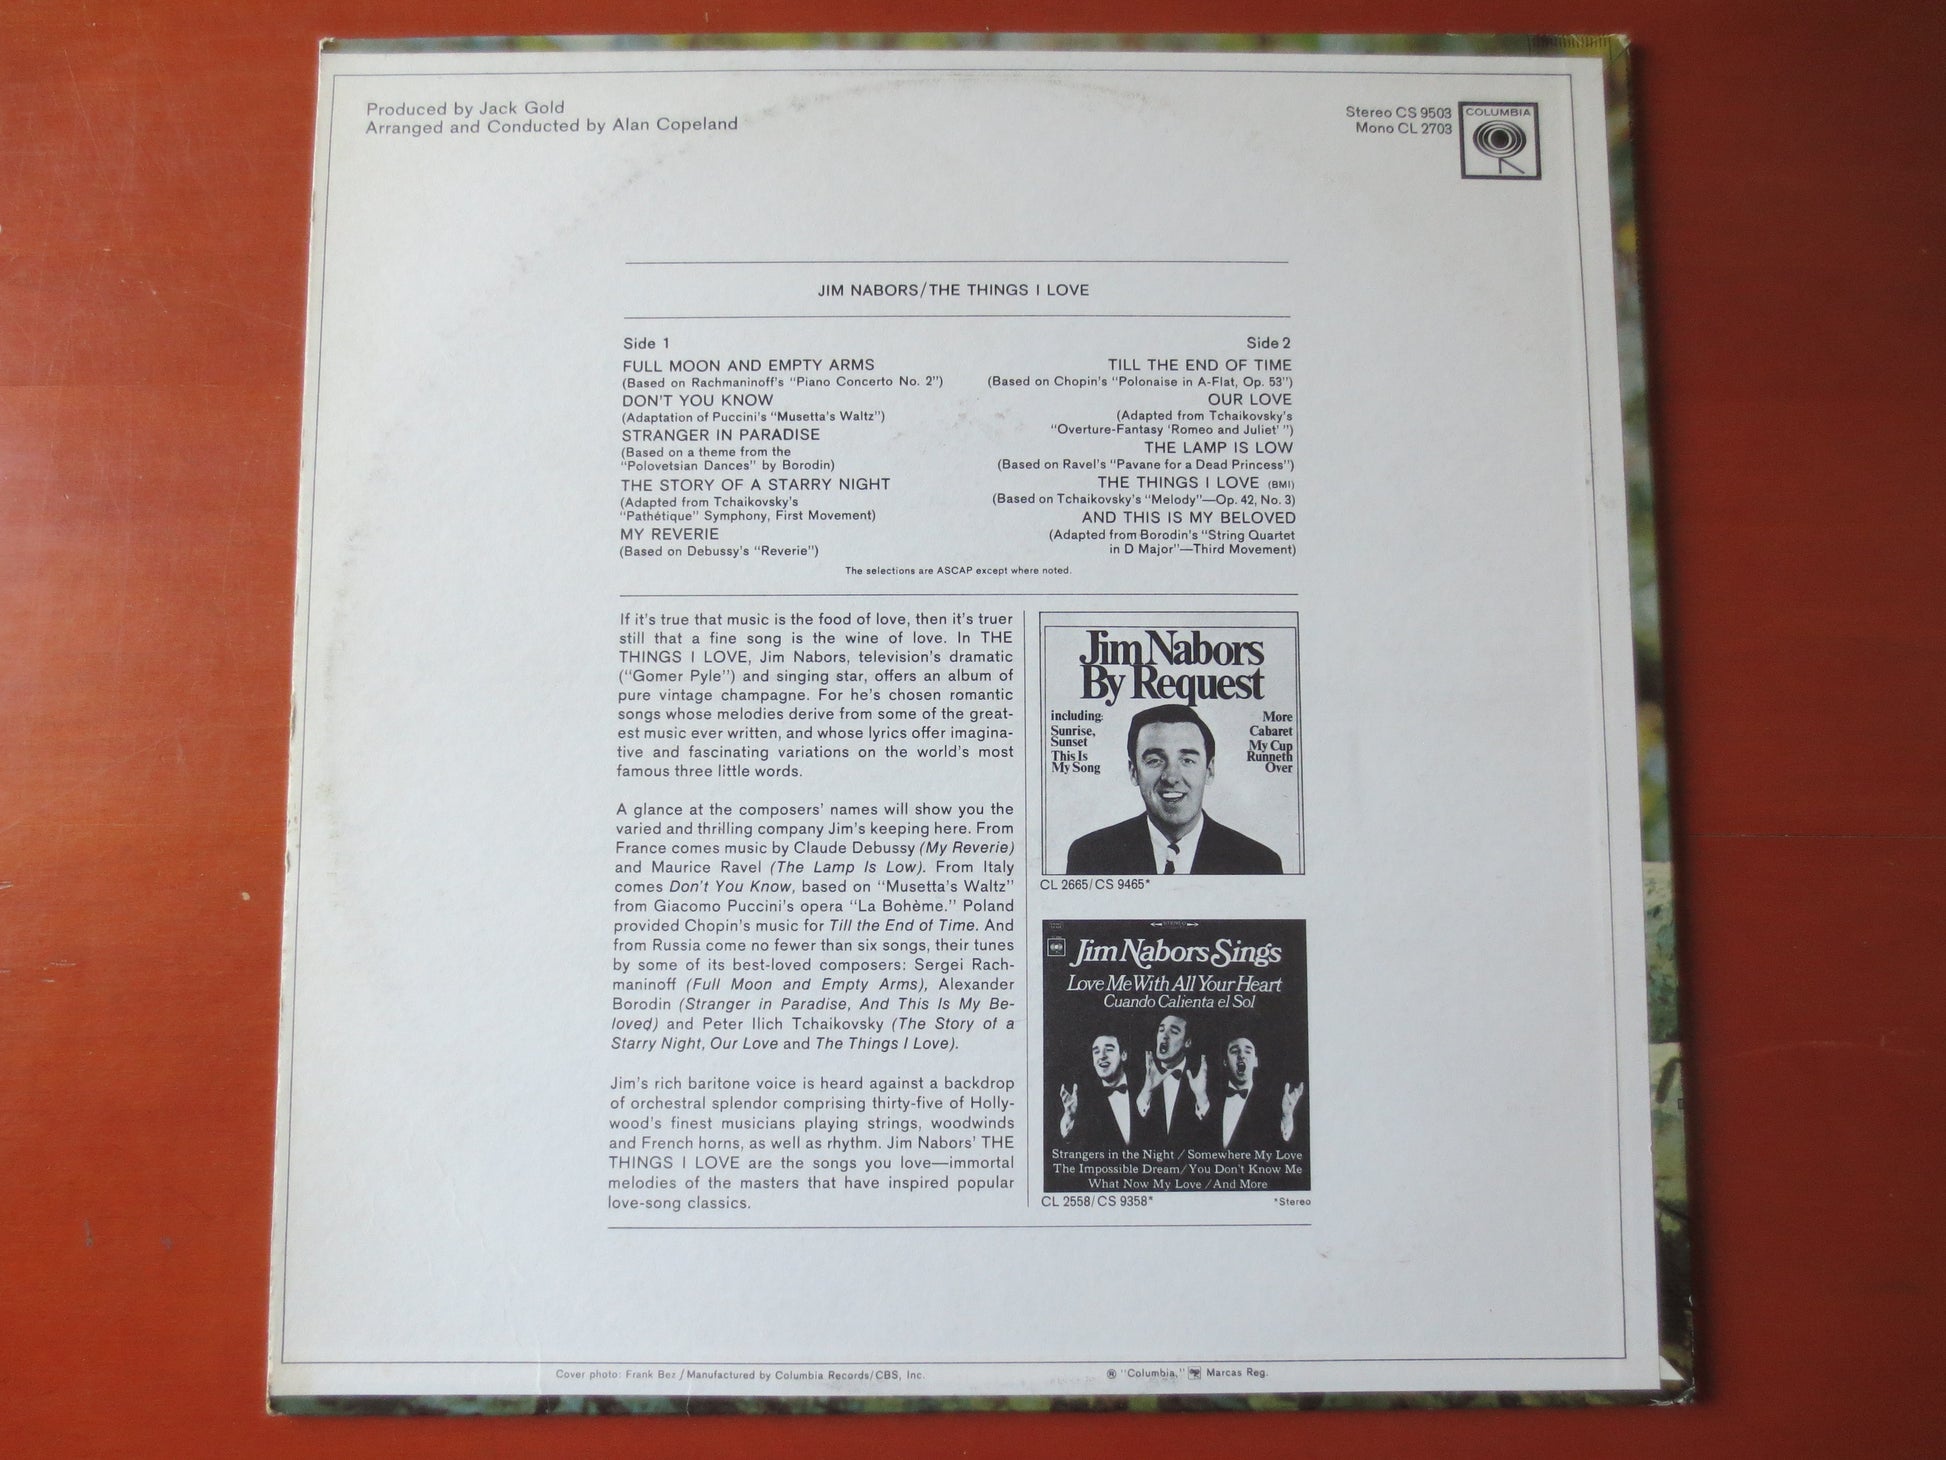 Produced by Jack Gold
Arranged and Conducted by Alan Copeland
Stereo CS 9503
Mono CL 2703
COLUMBIA
JIM NABORS/THE THINGS I LOVE
Side 1
FULL MOON AND EMPTY ARMS
(Based on Rachmaninoff's "Piano Concerto No. 2")
DON'T YOU KNOW
(Adaptation of Puccini's "Musetta's Waltz")
STRANGER IN PARADISE
(Based on a theme from the
"Polovetsian Dances" by Borodin)
THE STORY OF A STARRY NIGHT
(Adapted from Tchaikovsky's
"Pathétique" Symphony, First Movement)
MY REVERIE
(Based on Debussy's "Reverie")
Side 2
TILL THE END OF TIME
(Based on Chopin's "Polonaise in A-Flat, Op. 53")
OUR LOVE
(Adapted from Tchaikovsky's
"Overture-Fantasy 'Romeo and Juliet' ")
THE LAMP IS LOW
(Based on Ravel's "Pavane for a Dead Princess")
THE THINGS I LOVE (BMI)
(Based on Tchaikovsky's "Melody"—Op. 42, No. 3)
AND THIS IS MY BELOVED
(Adapted from Borodin's "String Quartet
in D Major"—Third Movement)
The selections are ASCAP except where noted.
If it's true that music is the food of love, then it's truer
still that a fine song is the wine of love. In THE
THINGS I LOVE, Jim Nabors, television's dramatic
("Gomer Pyle") and singing star, offers an album of
pure vintage champagne. For he's chosen romantic
songs whose melodies derive from some of the great-
est music ever written, and whose lyrics offer imagina-
tive and fascinating variations on the world's most
famous three little words.
A glance at the composers' names will show you the
varied and thrilling company Jim's keeping here. From
France comes music by Claude Debussy (My Reverie)
and Maurice Ravel (The Lamp Is Low). From Italy
comes Don't You Know, based on "Musetta's Waltz"
from Giacomo Puccini's opera "La Bohème." Poland
provided Chopin's music for Till the End of Time. And
from Russia come no fewer than six songs, their tunes
by some of its best-loved composers: Sergei Rach-
maninoff (Full Moon and Empty Arms), Alexander
Borodin (Stranger in Paradise, And This Is My Be-
loved) and Peter Ilich Tchaikovsky (The Story of a
Starry Night, Our Love and The Things I Love).
Jim's rich baritone voice is heard against a backdrop
of orchestral splendor comprising thirty-five of Holly-
wood's finest musicians playing strings, woodwinds
and French horns, as well as rhythm. Jim Nabors' THE
THINGS I LOVE are the songs you love—immortal
melodies of the masters that have inspired popular
love-song classics.
Jim Nabors
By Request
including:
Sunrise,
Sunset
This Is
My Song
More
Cabaret
My Cup
Runneth
Over
CL 2665/CS 9465*
STEREO
Jim Nabors Sings
Love Me With All Your Heart
Cuando Calienta el Sol
Strangers in the Night / Somewhere My Love
The Impossible Dream/You Don't Know Me
What Now My Love /And More
CL 2558/CS 9358*
*Stereo
Cover photo: Frank Bez/Manufactured by Columbia Records/CBS, Inc.
® "Columbia," Marcas Reg.